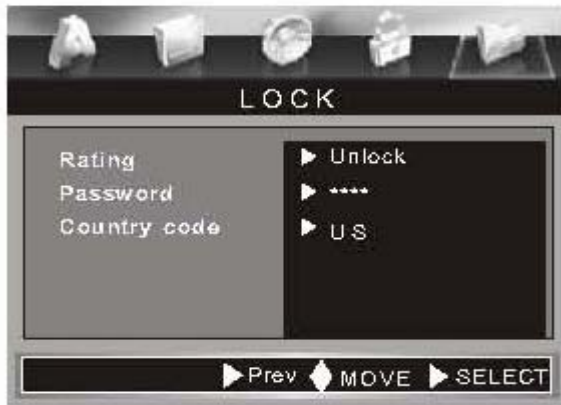 LOCK
Rating ▶ Unlock
Password ▶ ****
Country code ▶ US
▶Prev ◆ MOVE ▶ SELECT